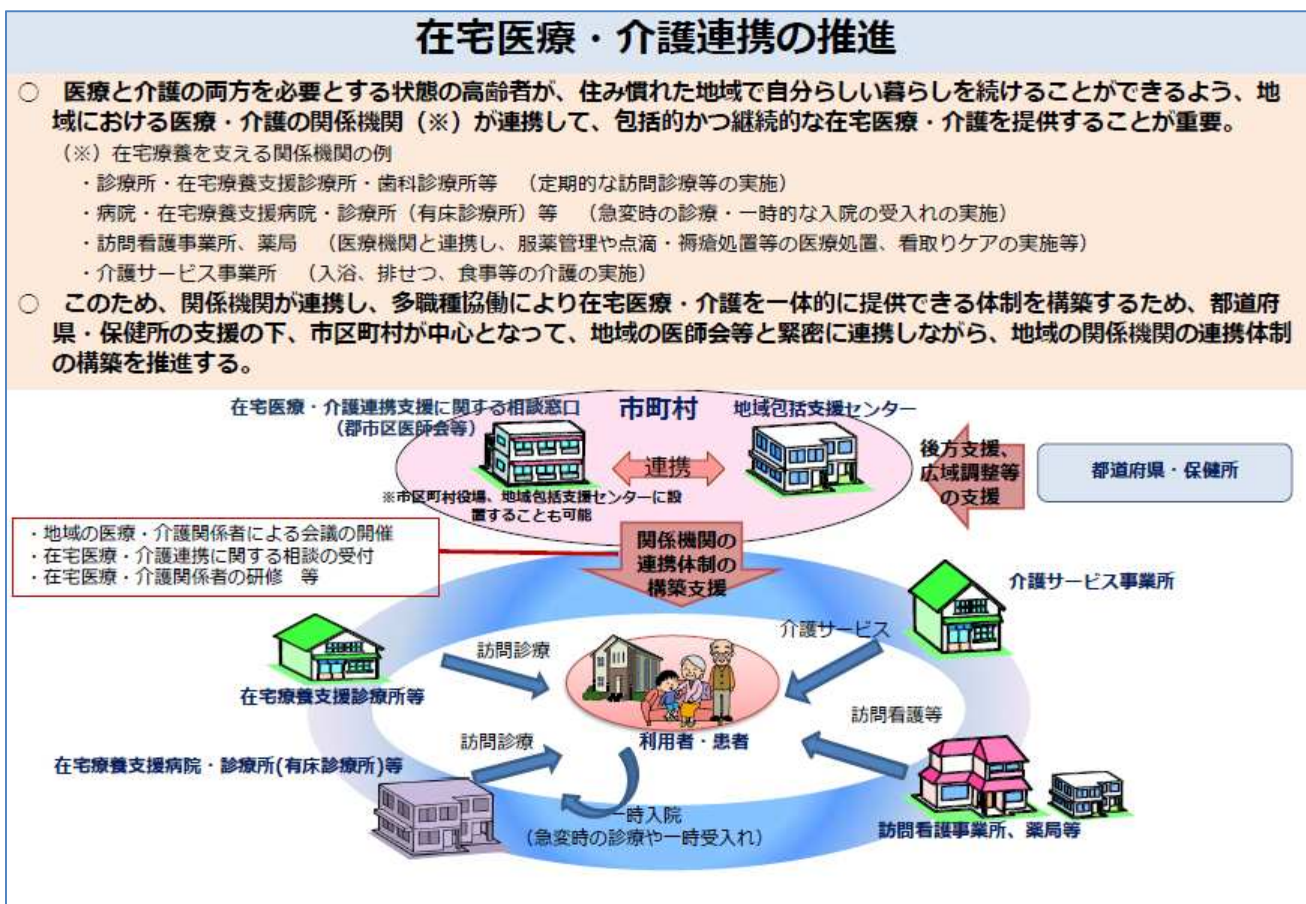 在宅医療・介護連携の推進
○ 医療と介護の両方を必要とする状態の高齢者が、住み慣れた地域で自分らしい暮らしを続けることができるよう、地
域における医療・介護の関係機関（※）が連携して、包括的かつ継続的な在宅医療・介護を提供することが重要。
（※）在宅療養を支える関係機関の例
・診療所・在宅療養支援診療所・歯科診療所等 （定期的な訪問診療等の実施）
・病院・在宅療養支援病院・診療所（有床診療所）等 （急変時の診療・一時的な入院の受入れの実施）
・訪問看護事業所、薬局 （医療機関と連携し、服薬管理や点滴・褥瘡処置等の医療処置、看取りケアの実施等）
・介護サービス事業所 （入浴、排せつ、食事等の介護の実施）
○ このため、関係機関が連携し、多職種協働により在宅医療・介護を一体的に提供できる体制を構築するため、都道府
県・保健所の支援の下、市区町村が中心となって、地域の医師会等と緊密に連携しながら、地域の関係機関の連携体制
の構築を推進する。
在宅医療・介護連携支援に関する相談窓口
（郡市区医師会等）
市町村
地域包括支援センター
連携
※市区町村役場、地域包括支援センターに設
置することも可能
後方支援、
広域調整等
の支援
都道府県・保健所
・地域の医療・介護関係者による会議の開催
・在宅医療・介護連携に関する相談の受付
・在宅医療・介護関係者の研修 等
関係機関の
連携体制の
構築支援
介護サービス事業所
介護サービス
訪問診療
在宅療養支援診療所等
訪問看護等
利用者・患者
訪問診療
在宅療養支援病院・診療所(有床診療所)等
一時入院
（急変時の診療や一時受入れ）
訪問看護事業所、薬局等